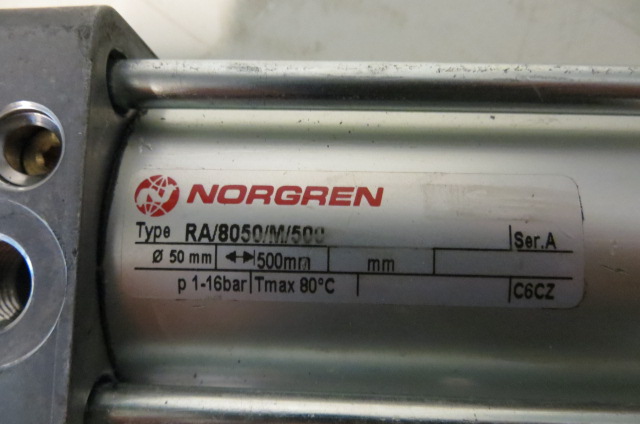 NORGREN
Type RA/8050/M/500 Ser.A
Ø 50 mm ↔ 500mm mm
p 1-16bar Tmax 80°C C6CZ